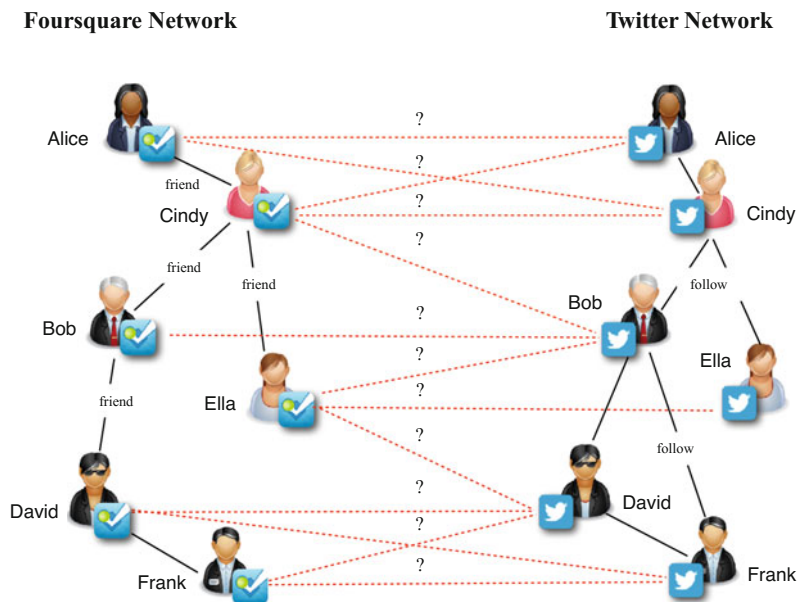 Foursquare Network
Twitter Network
Alice
?
Alice
friend
?
Cindy
?
Cindy
?
friend
friend
follow
Bob
?
Bob
?
Ella
Ella
?
friend
?
follow
David
?
David
?
Frank
?
Frank